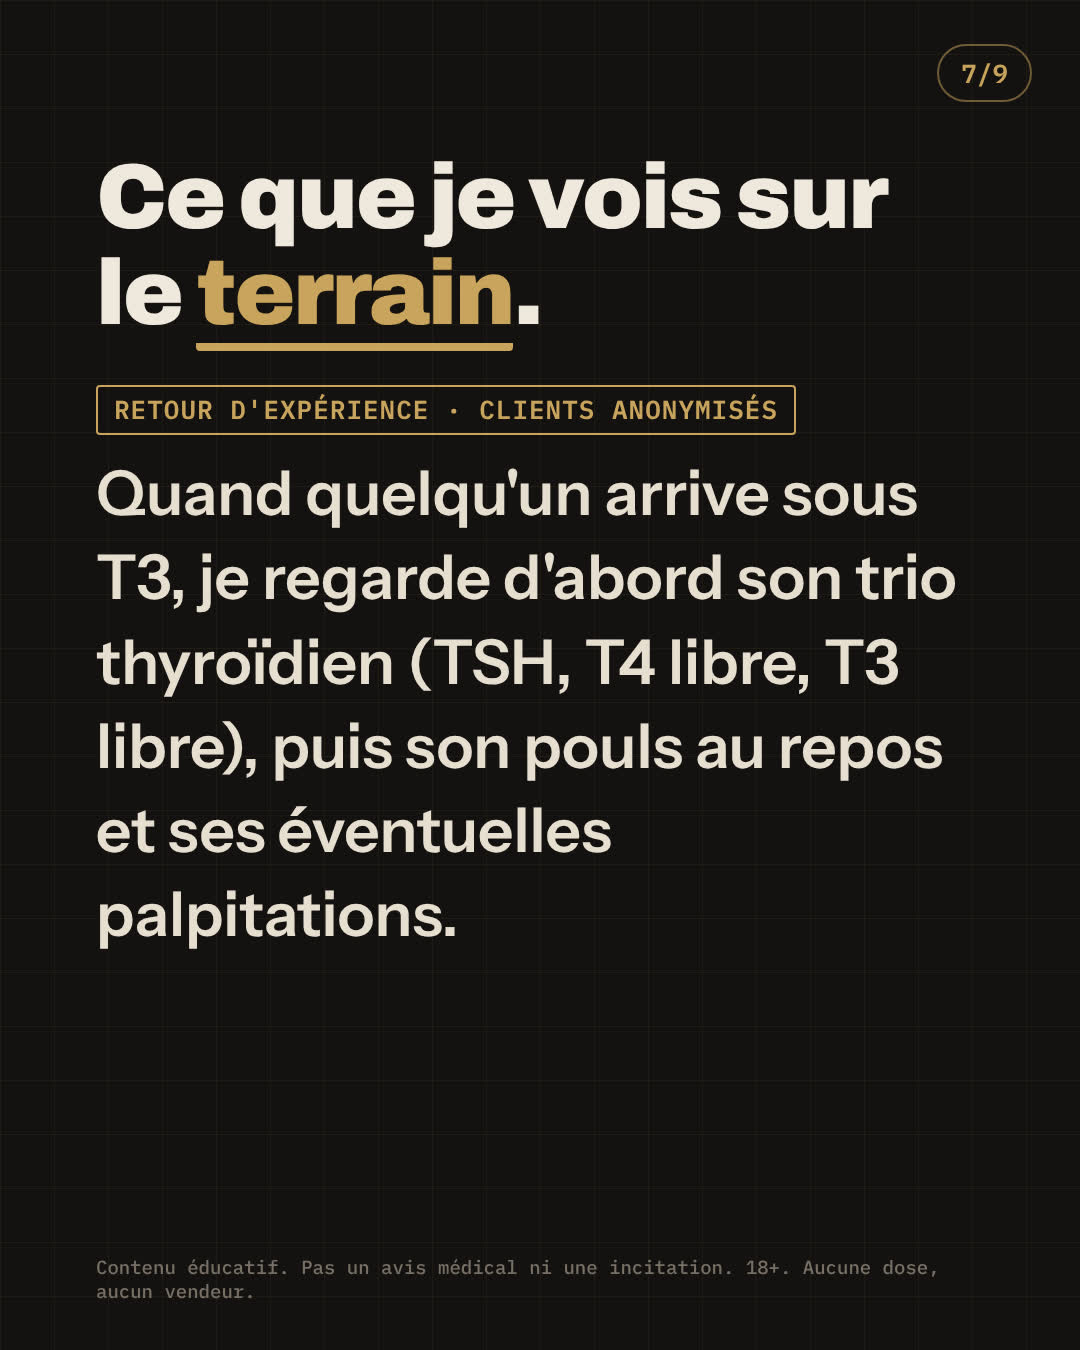 7/9
Ce que je vois sur
le terrain.
RETOUR D'EXPÉRIENCE · CLIENTS ANONYMISÉS
Quand quelqu'un arrive sous
T3, je regarde d'abord son trio
thyroïdien (TSH, T4 libre, T3
libre), puis son pouls au repos
et ses éventuelles
palpitations.
Contenu éducatif. Pas un avis médical ni une incitation. 18+. Aucune dose,
aucun vendeur.